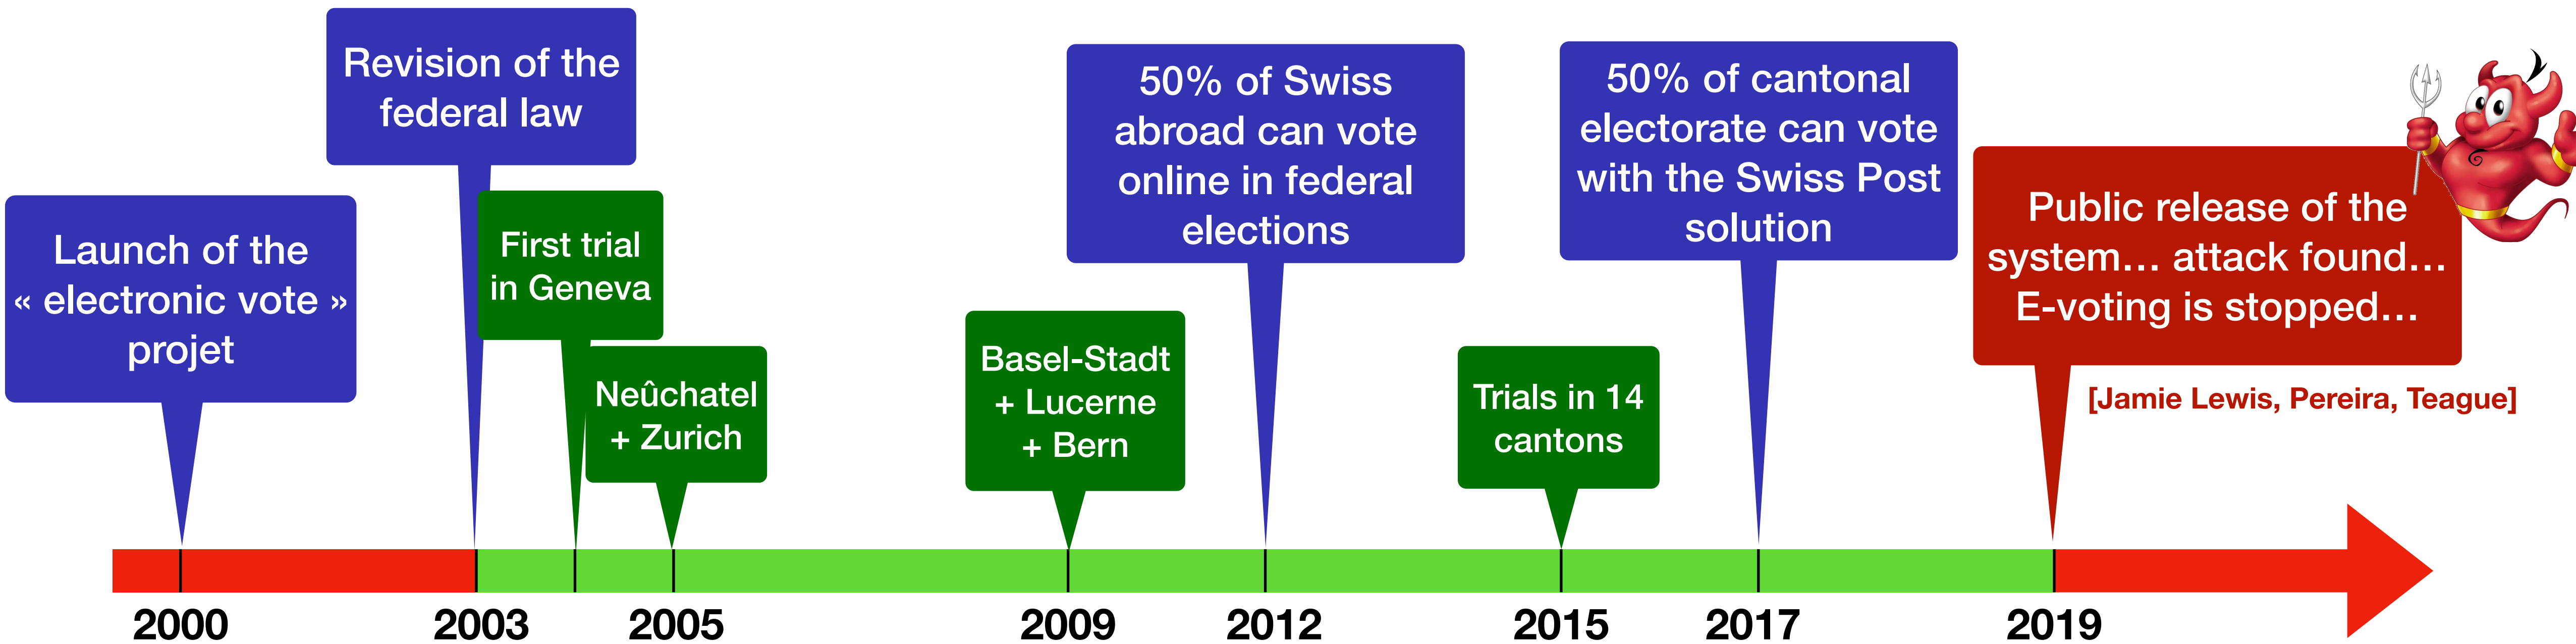 Launch of the
« electronic vote »
projet
Revision of the
federal law
First trial
in Geneva
Neûchatel
+ Zurich
Basel-Stadt
+ Lucerne
+ Bern
50% of Swiss
abroad can vote
online in federal
elections
Trials in 14
cantons
50% of cantonal
electorate can vote
with the Swiss Post
solution
Public release of the
system… attack found…
E-voting is stopped…
[Jamie Lewis, Pereira, Teague]
2000
2003
2005
2009
2012
2015
2017
2019